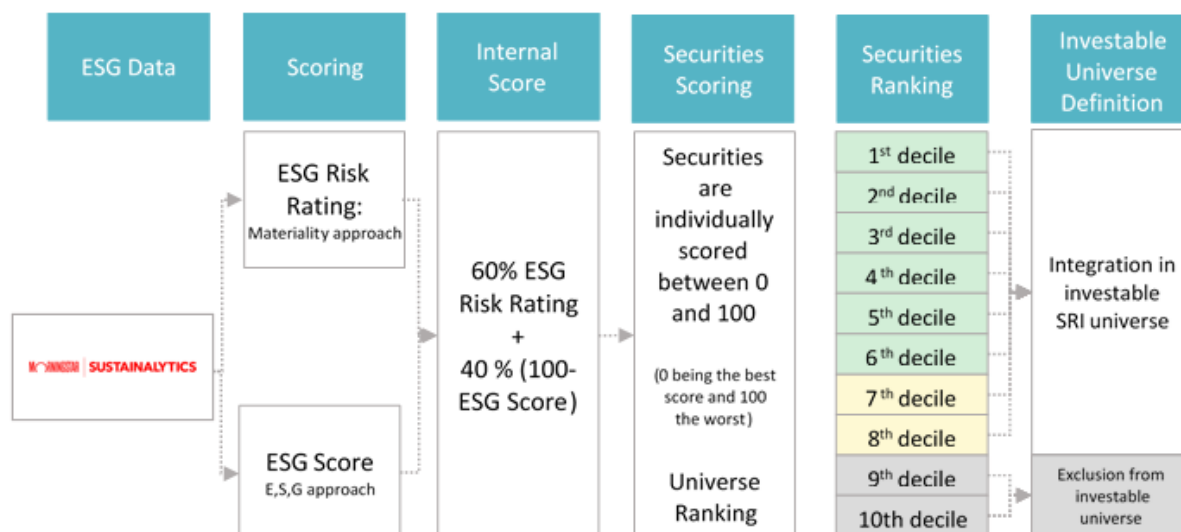 ESG Data
Scoring
Internal
Score
Securities
Scoring
Securities
Ranking
Investable
Universe
Definition
MORNINGSTAR | SUSTAINALYTICS
ESG Risk
Rating:
Materiality approach
ESG Score
E,S,G approach
60% ESG
Risk Rating
+
40 % (100-
ESG Score)
Securities
are
individually
scored
between 0
and 100
(0 being the best
score and 100
the worst)
Universe
Ranking
1st decile
2nd decile
3rd decile
4th decile
5th decile
6th decile
7th decile
8th decile
9th decile
10th decile
Integration in
investable
SRI universe
Exclusion from
investable
universe